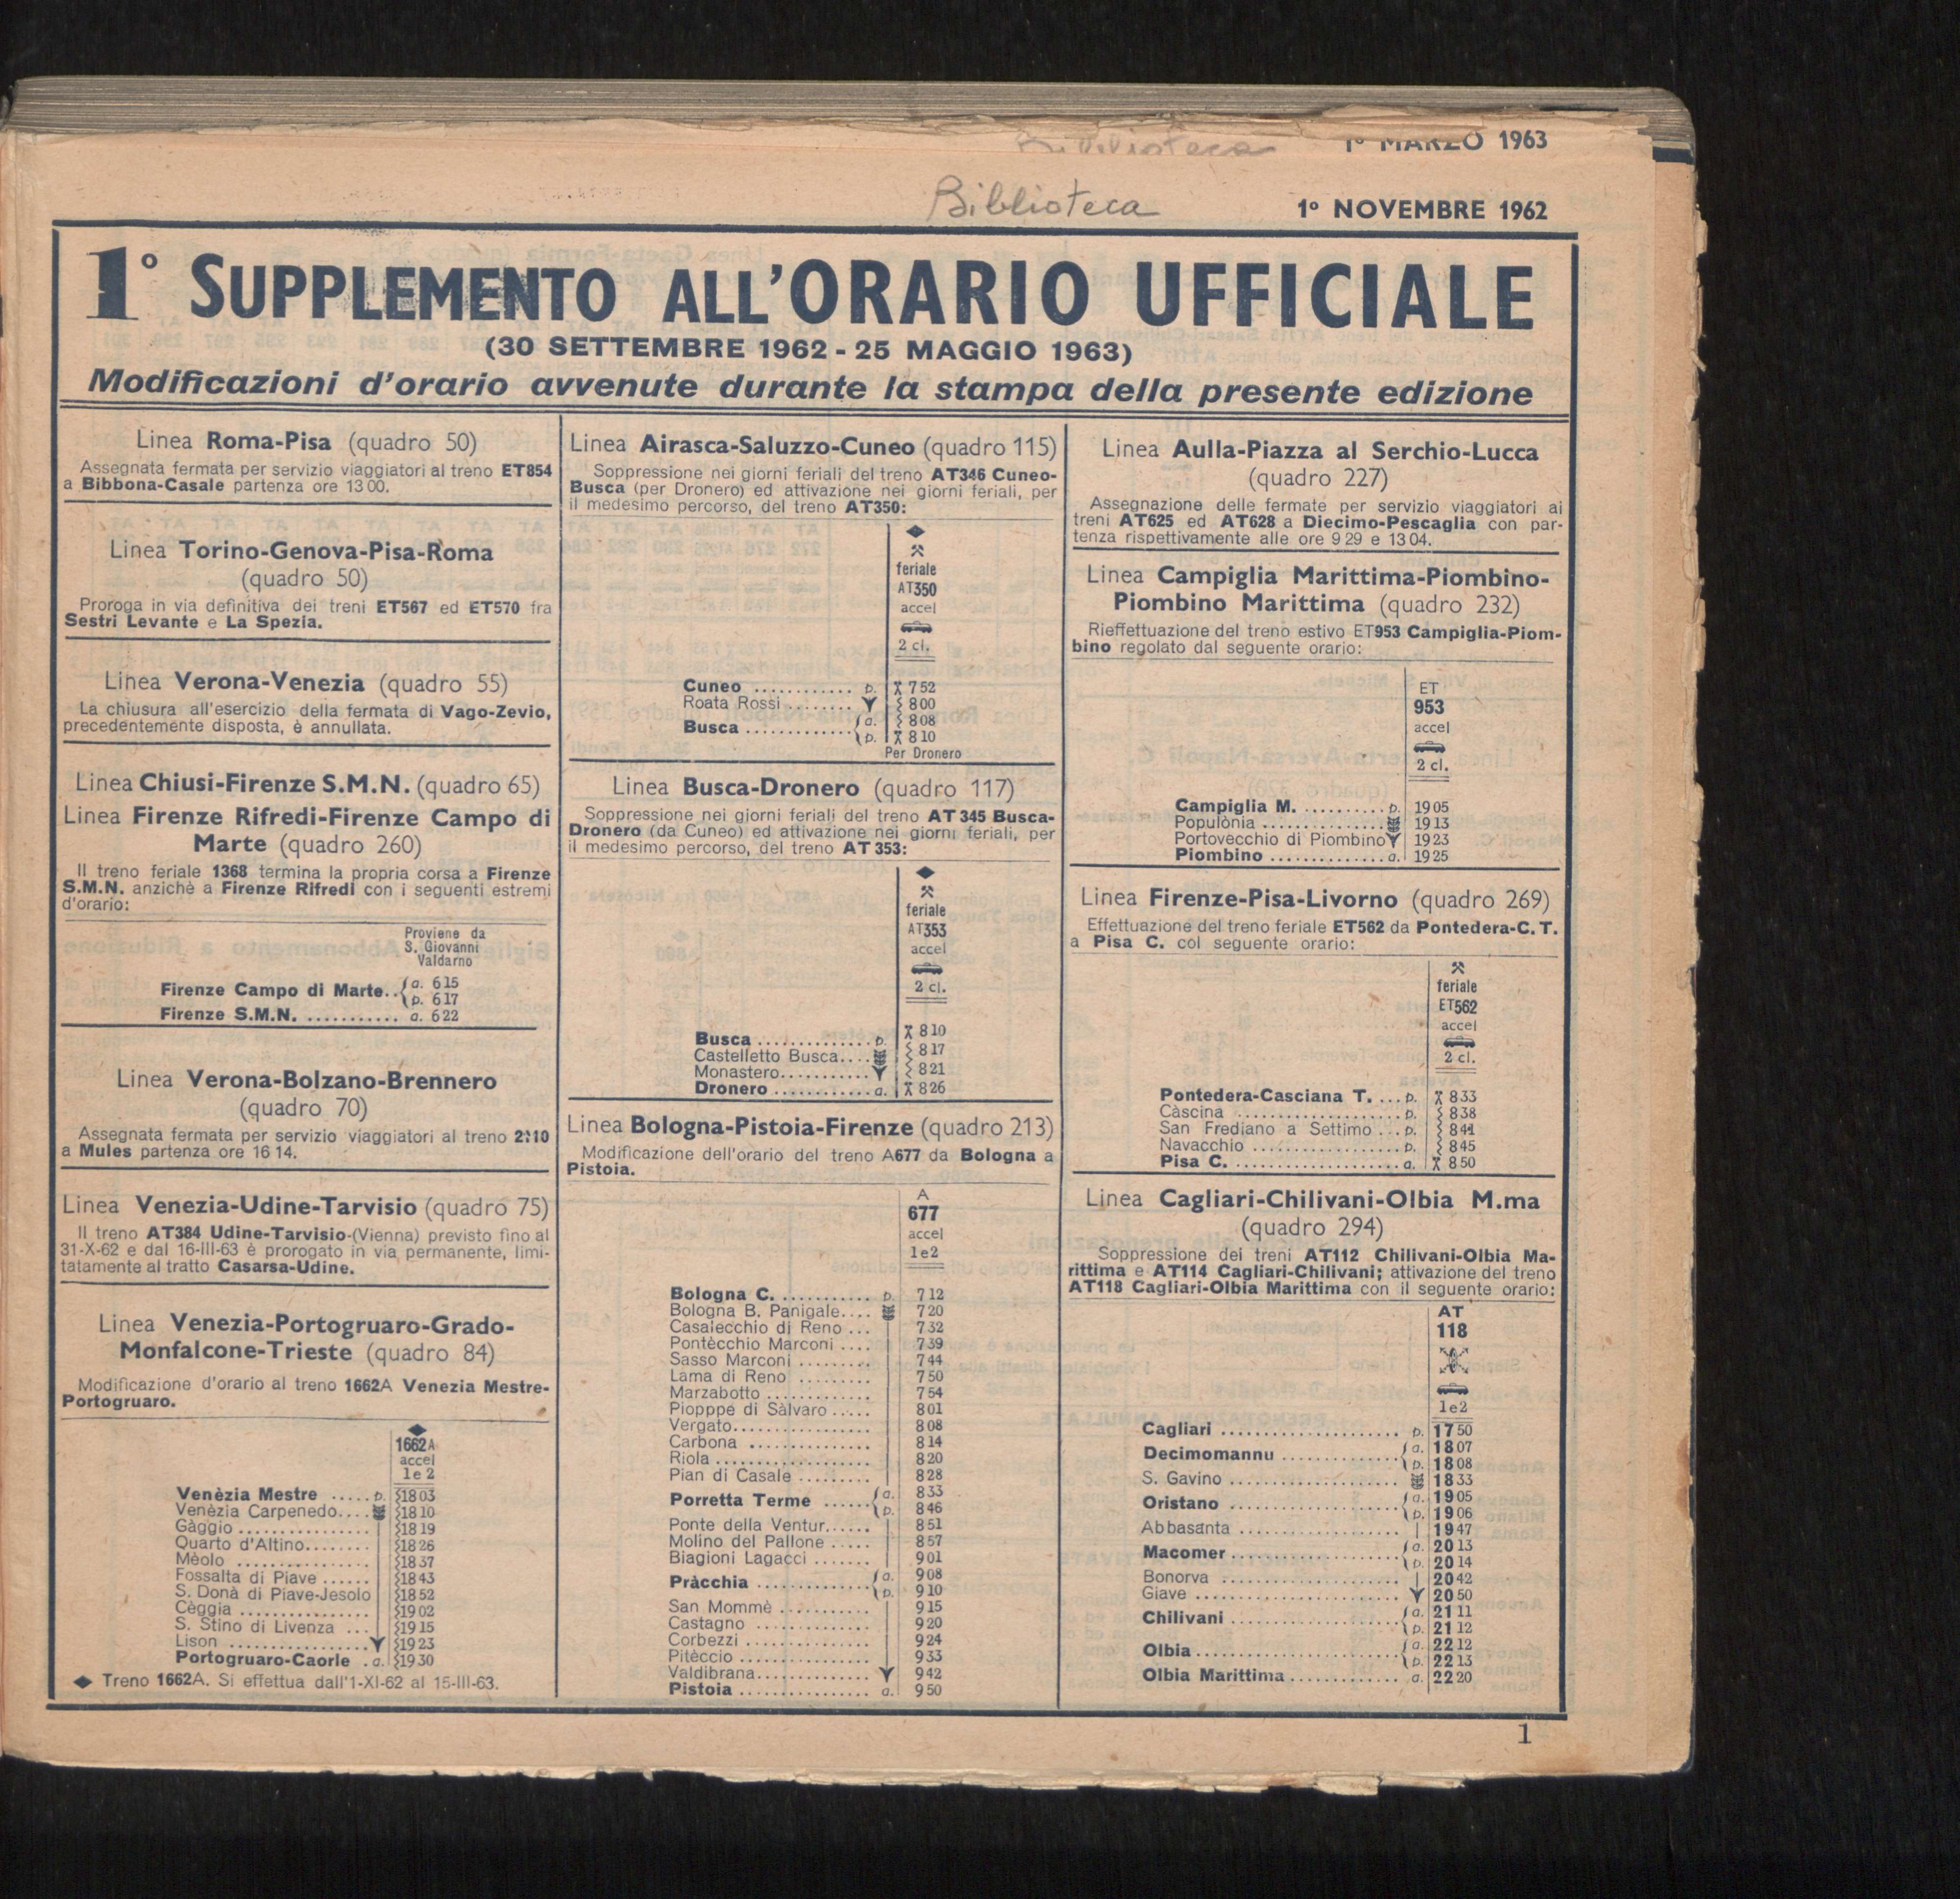 Biblioteca
1º MARZO 1963
Biblioteca
1º NOVEMBRE 1962
1º SUPPLEMENTO ALL'ORARIO UFFICIALE
(30 SETTEMBRE 1962 - 25 MAGGIO 1963)
Modificazioni d'orario avvenute durante la stampa della presente edizione
Linea Roma-Pisa (quadro 50)
Assegnata fermata per servizio viaggiatori al treno ET854
a Bibbona-Casale partenza ore 13 00.
Linea Torino-Genova-Pisa-Roma
(quadro 50)
Proroga in via definitiva dei treni ET567 ed ET570 fra
Sestri Levante e La Spezia.
Linea Verona-Venezia (quadro 55)
La chiusura all'esercizio della fermata di Vago-Zevio,
precedentemente disposta, è annullata.
Linea Chiusi-Firenze S.M.N. (quadro 65)
Linea Firenze Rifredi-Firenze Campo di
Marte (quadro 260)
Il treno feriale 1368 termina la propria corsa a Firenze
S.M.N. anzichè a Firenze Rifredi con i seguenti estremi
d'orario:
Proviene da
S. Giovanni
Valdarno
Firenze Campo di Marte.. a. 6 15
p. 6 17
Firenze S.M.N. ........... a. 6 22
Linea Verona-Bolzano-Brennero
(quadro 70)
Assegnata fermata per servizio viaggiatori al treno 2110
a Mules partenza ore 16 14.
Linea Venezia-Udine-Tarvisio (quadro 75)
Il treno AT384 Udine-Tarvisio-(Vienna) previsto fino al
31-X-62 e dal 16-III-63 è prorogato in via permanente, limi-
tatamente al tratto Casarsa-Udine.
Linea Venezia-Portogruaro-Grado-
Monfalcone-Trieste (quadro 84)
Modificazione d'orario al treno 1662A Venezia Mestre-
Portogruaro.
◆
1662A
accel
1e2
Venèzia Mestre ..... p. 18 03
Venèzia Carpenedo.... 18 10
Gàggio ................ 18 19
Quarto d'Altino........ 18 26
Mèolo ................ 18 37
Fossalta di Piave ...... 18 43
S. Donà di Piave-Jesolo 18 52
Cèggia ................ 19 02
S. Stino di Livenza ... 19 15
Lison ................. 19 23
Portogruaro-Caorle . a. 19 30
◆ Treno 1662A. Si effettua dall'1-XI-62 al 15-III-63.
Linea Airasca-Saluzzo-Cuneo (quadro 115)
Soppressione nei giorni feriali del treno AT346 Cuneo-
Busca (per Dronero) ed attivazione nei giorni feriali, per
il medesimo percorso, del treno AT350:
◆
⚒
feriale
AT350
accel
2 cl.
Cuneo ............ p. 7 52
Roata Rossi ........ 8 00
Busca ............. a. 8 08
p. 8 10
Per Dronero
Linea Busca-Dronero (quadro 117)
Soppressione nei giorni feriali del treno AT 345 Busca-
Dronero (da Cuneo) ed attivazione nei giorni feriali, per
il medesimo percorso, del treno AT 353:
◆
⚒
feriale
AT353
accel
2 cl.
Busca .............. p. 8 10
Castelletto Busca.... 8 17
Monastero........... 8 21
Dronero ............ a. 8 26
Linea Bologna-Pistoia-Firenze (quadro 213)
Modificazione dell'orario del treno A677 da Bologna a
Pistoia.
A
677
accel
1e2
Bologna C. ........... p. 7 12
Bologna B. Panigale.... 7 20
Casalecchio di Reno ... 7 32
Pontècchio Marconi .... 7 39
Sasso Marconi ......... 7 44
Lama di Reno ......... 7 50
Marzabotto ............. 7 54
Piopppe di Sàlvaro ..... 8 01
Vergato................. 8 08
Carbona ............... 8 14
Riola ................... 8 20
Pian di Casale ......... 8 28
Porretta Terme ...... a. 8 33
p. 8 46
Ponte della Ventur...... 8 51
Molino del Pallone ..... 8 57
Biagioni Lagacci ....... 9 01
Pràcchia .............. a. 9 08
p. 9 10
San Mommè ........... 9 15
Castagno .............. 9 20
Corbezzi ............... 9 24
Pitèccio ............... 9 33
Valdibrana.............. 9 42
Pistoia ................ a. 9 50
Linea Aulla-Piazza al Serchio-Lucca
(quadro 227)
Assegnazione delle fermate per servizio viaggiatori ai
treni AT625 ed AT628 a Diecimo-Pescaglia con par-
tenza rispettivamente alle ore 9 29 e 13 04.
Linea Campiglia Marittima-Piombino-
Piombino Marittima (quadro 232)
Rieffettuazione del treno estivo ET953 Campiglia-Piom-
bino regolato dal seguente orario:
ET
953
accel
2 cl.
Campiglia M. .......... p. 19 05
Populònia ............... 19 13
Portovecchio di Piombino 19 23
Piombino .............. a. 19 25
Linea Firenze-Pisa-Livorno (quadro 269)
Effettuazione del treno feriale ET562 da Pontedera-C. T.
a Pisa C. col seguente orario:
⚒
feriale
ET562
accel
2 cl.
Pontedera-Casciana T. ... p. 8 33
Càscina .................... p. 8 38
San Frediano a Settimo ... p. 8 41
Navacchio .................. p. 8 45
Pisa C. ..................... a. 8 50
Linea Cagliari-Chilivani-Olbia M.ma
(quadro 294)
Soppressione dei treni AT112 Chilivani-Olbia Ma-
rittima e AT114 Cagliari-Chilivani; attivazione del treno
AT118 Cagliari-Olbia Marittima con il seguente orario:
AT
118
1e2
Cagliari ..................... p. 17 50
Decimomannu ............. a. 18 07
p. 18 08
S. Gavino ................... 18 33
Oristano .................... a. 19 05
p. 19 06
Abbasanta .................. 19 47
Macomer.................... a. 20 13
p. 20 14
Bonorva .................... 20 42
Giave ....................... 20 50
Chilivani .................... a. 21 11
p. 21 12
Olbia ........................ a. 22 12
p. 22 13
Olbia Marittima ............. a. 22 20
1